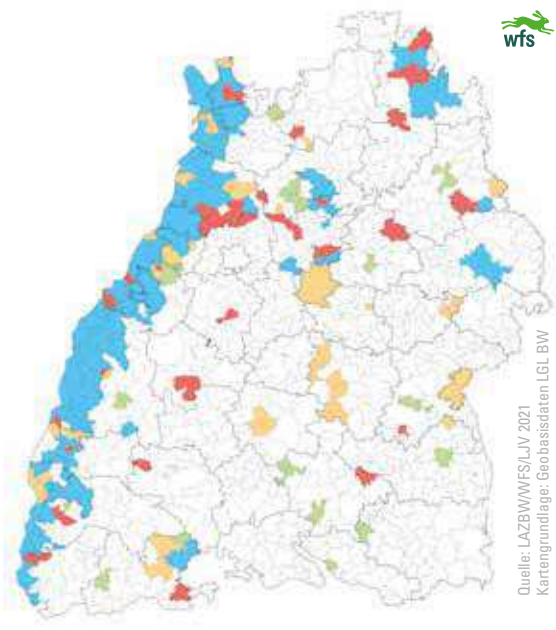 wfs
Quelle: LAZBW/WFS/LJV 2021
Kartengrundlage: Geobasisdaten LGL BW